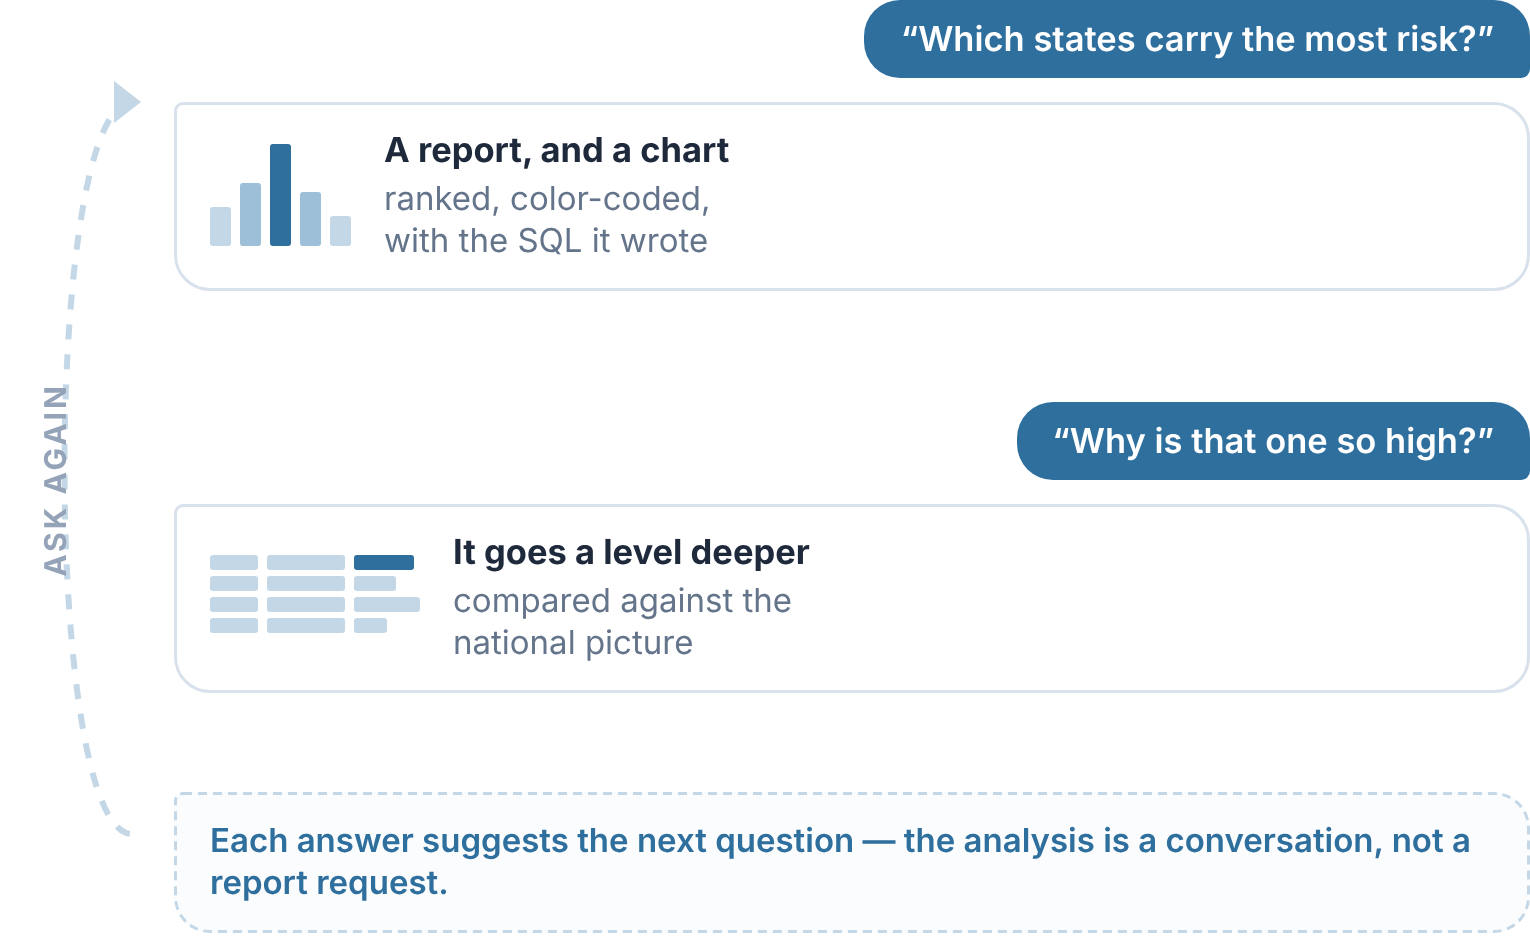 “Which states carry the most risk?”
A report, and a chart
ranked, color-coded,
with the SQL it wrote
ASK AGAIN
“Why is that one so high?”
It goes a level deeper
compared against the
national picture
Each answer suggests the next question — the analysis is a conversation, not a
report request.